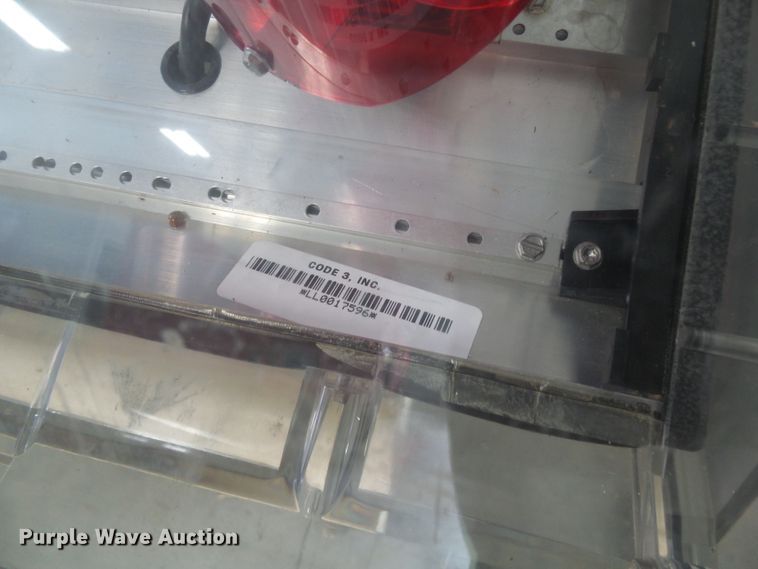 CODE 3, INC.
*LL0017596*
Purple Wave Auction